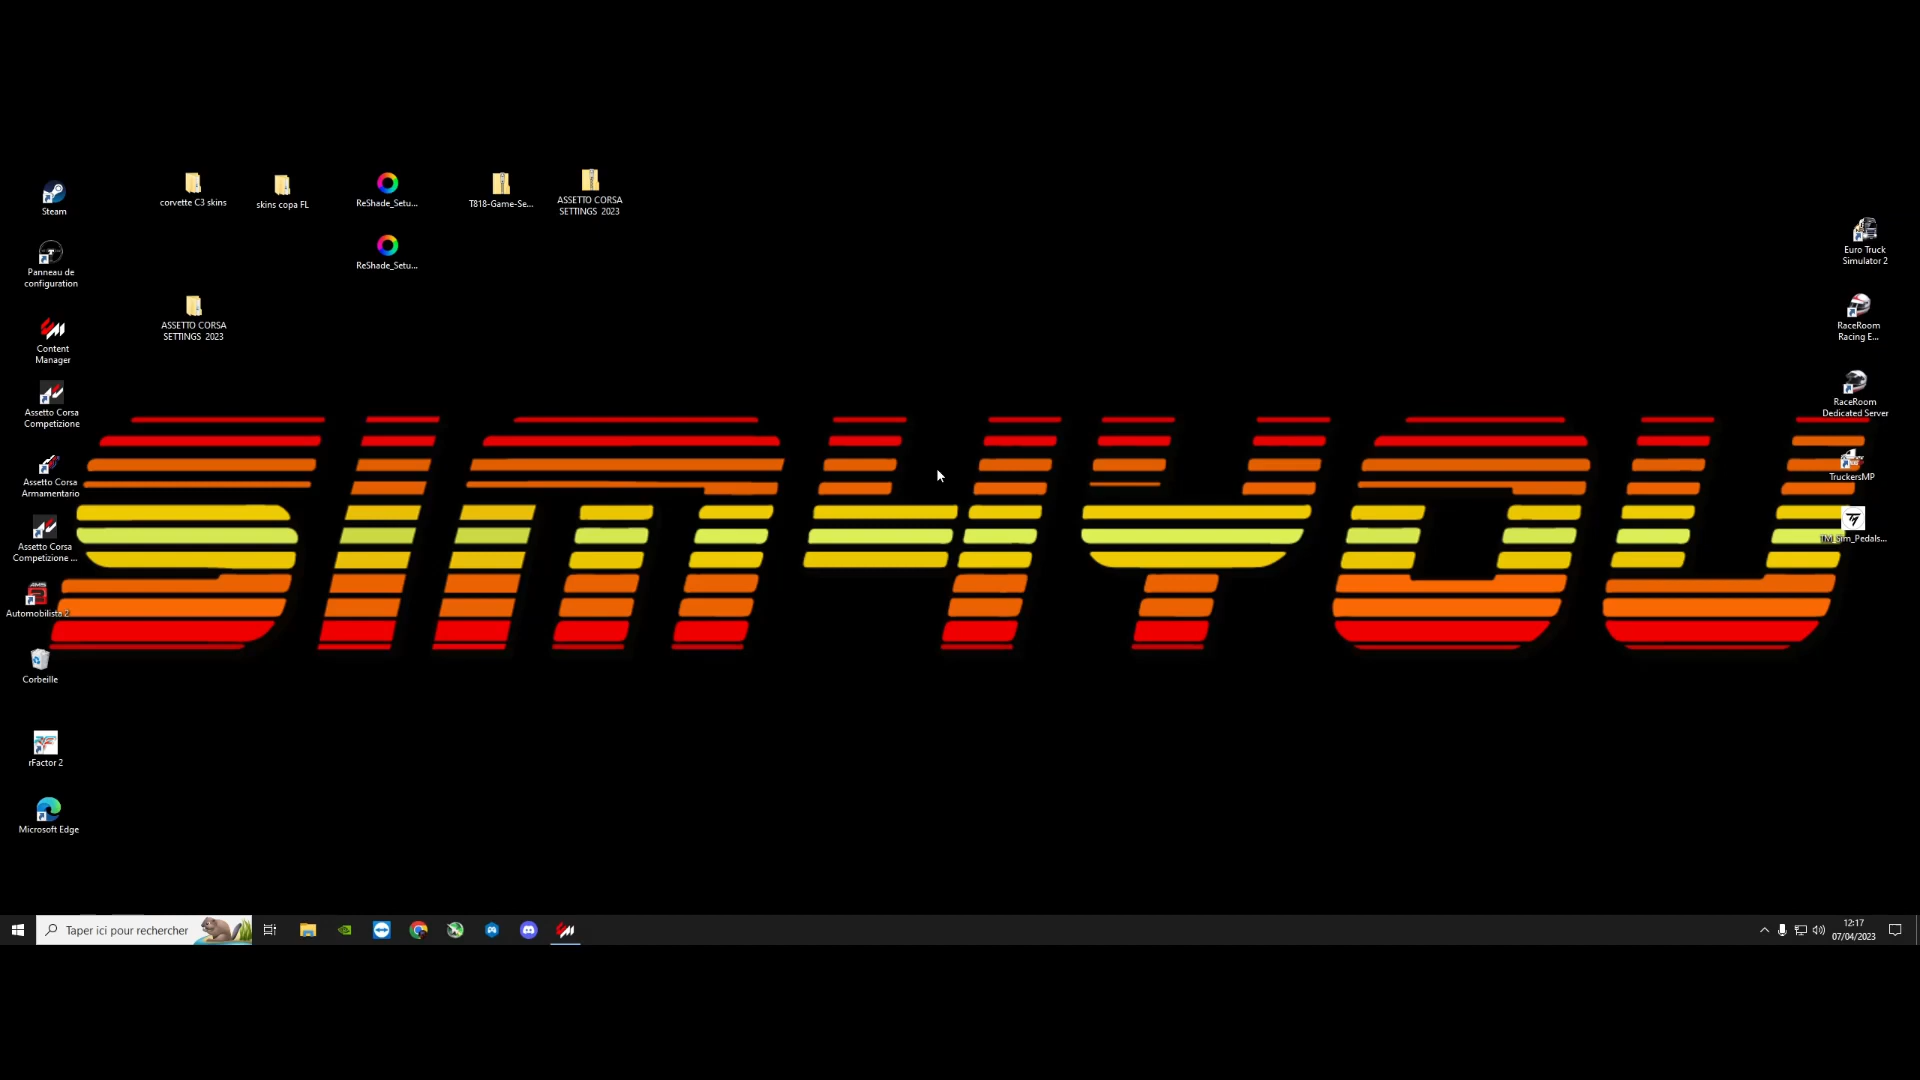 Steam
corvette C3 skins
skins copa FL
ReShade_Setu...
T818-Game-Se...
ASSETTO CORSA
SETTINGS 2023
Panneau de
configuration
ReShade_Setu...
ASSETTO CORSA
SETTINGS 2023
Content
Manager
Assetto Corsa
Competizione
Assetto Corsa
Armamentario
Assetto Corsa
Competizione ...
Automobilista 2
Corbeille
rFactor 2
Microsoft Edge
SIM4YOU
Euro Truck
Simulator 2
RaceRoom
Racing E...
RaceRoom
Dedicated Server
TruckersMP
TM_Sim_Pedals...
Taper ici pour rechercher
12:17
07/04/2023